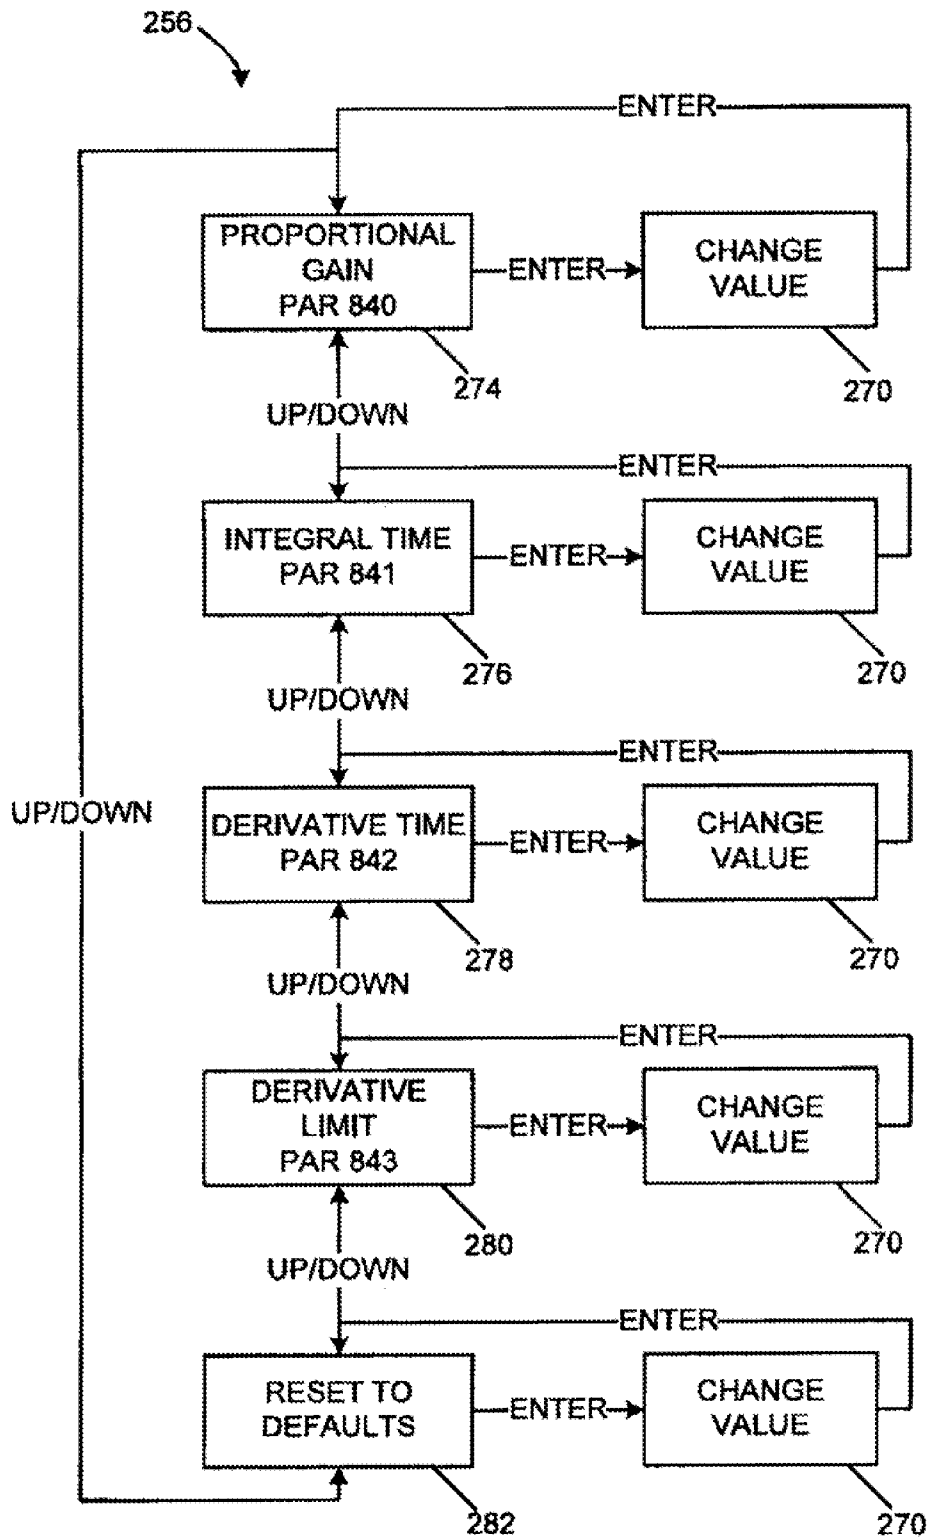 256
ENTER
PROPORTIONAL
GAIN
PAR 840
ENTER
CHANGE
VALUE
274
270
UP/DOWN
ENTER
INTEGRAL TIME
PAR 841
ENTER
CHANGE
VALUE
276
270
UP/DOWN
ENTER
UP/DOWN
DERIVATIVE TIME
PAR 842
ENTER
CHANGE
VALUE
278
270
UP/DOWN
ENTER
DERIVATIVE
LIMIT
PAR 843
ENTER
CHANGE
VALUE
280
270
UP/DOWN
ENTER
RESET TO
DEFAULTS
ENTER
CHANGE
VALUE
282
270